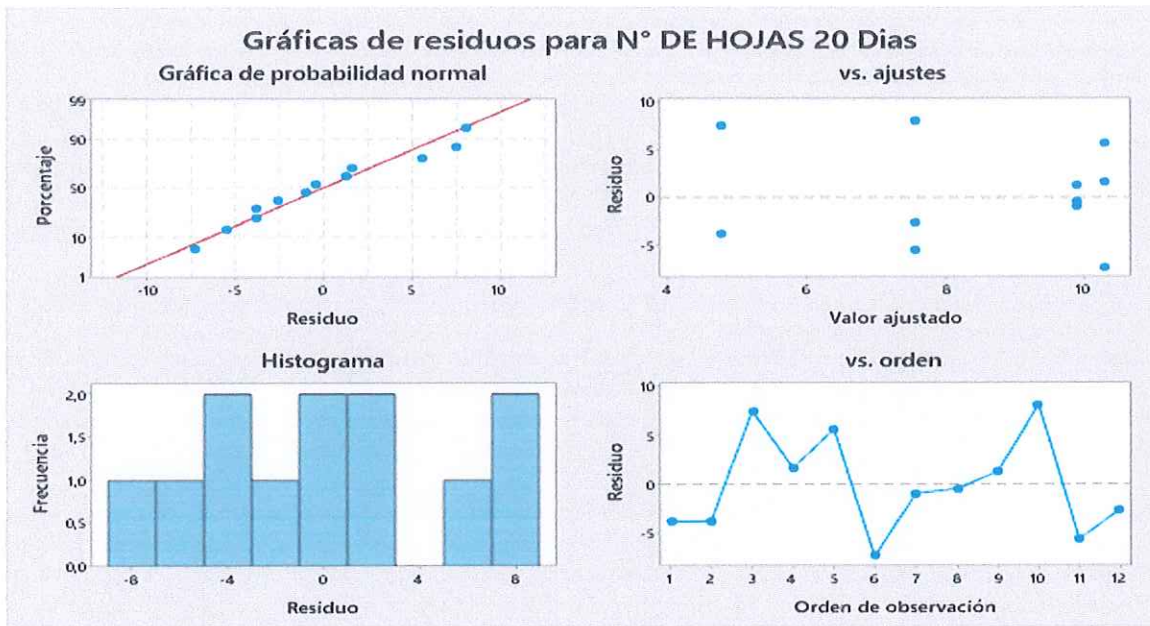 Gráficas de residuos para N° DE HOJAS 20 Dias
Gráfica de probabilidad normal
99
90
50
10
1
Porcentaje
-10 -5 0 5 10
Residuo
vs. ajustes
10
5
0
-5
Residuo
4 6 8 10
Valor ajustado
Histograma
2,0
1,5
1,0
0,5
0,0
Frecuencia
-8 -4 0 4 8
Residuo
vs. orden
10
5
0
-5
Residuo
1 2 3 4 5 6 7 8 9 10 11 12
Orden de observación